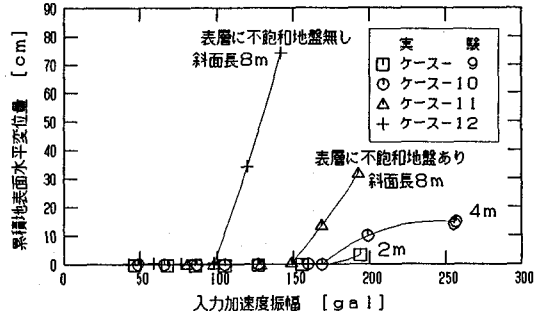 累積地表面水平変位量 [cm]
90
80
70
60
50
40
30
20
10
0
表層に不飽和地盤無し
斜面長8m
実 験
ケース- 9
ケース-10
ケース-11
ケース-12
表層に不飽和地盤あり
斜面長8m
4m
2m
0 50 100 150 200 250 300
入力加速度振幅 [gal]